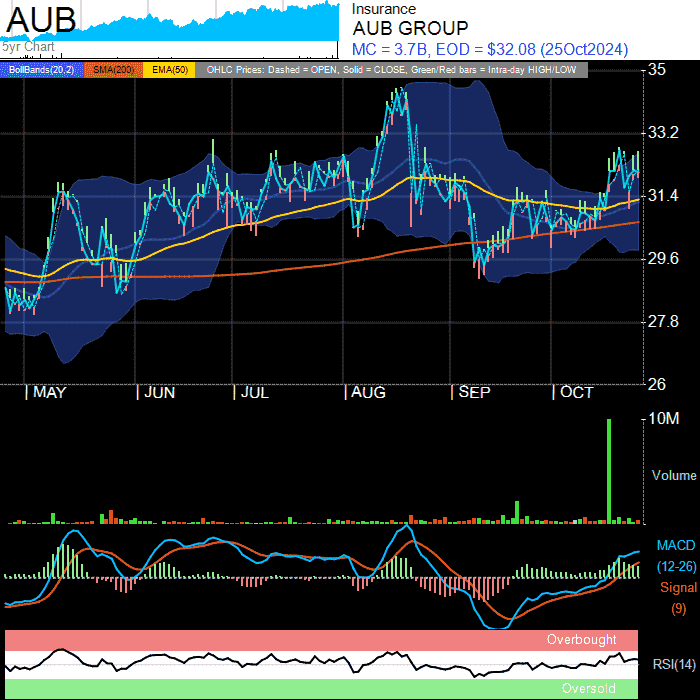 AUB
5yr Chart
Insurance
AUB GROUP
MC = 3.7B, EOD = $32.08 (25Oct2024)
BollBands(20,2) SMA(200) EMA(50) OHLC Prices: Dashed = OPEN, Solid = CLOSE, Green/Red bars = Intra-day HIGH/LOW
35
33.2
31.4
29.6
27.8
26
MAY JUN JUL AUG SEP OCT
10M
Volume
MACD
(12-26)
Signal
(9)
Overbought
RSI(14)
Oversold